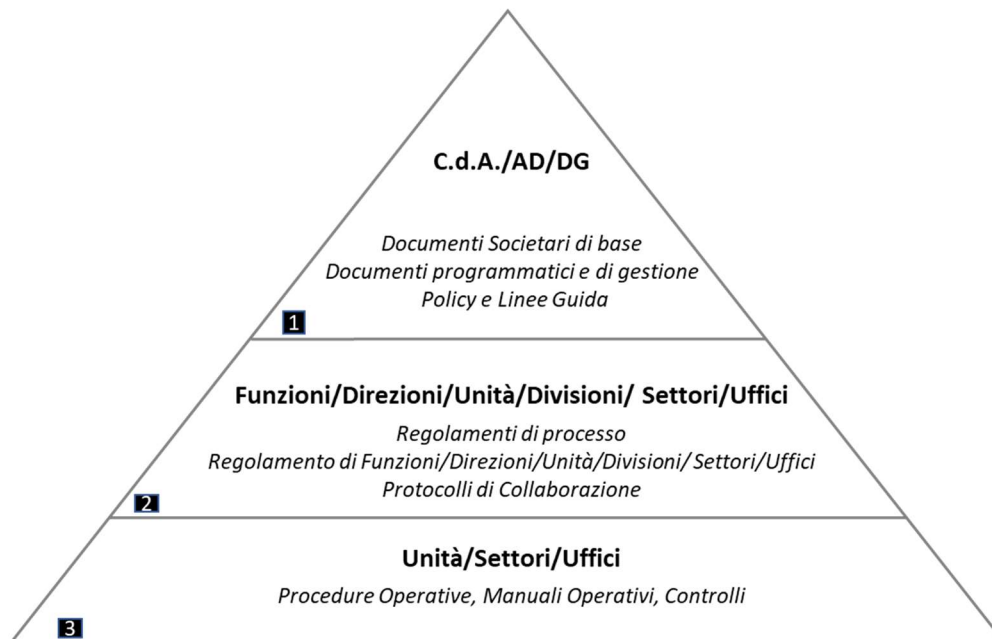 C.d.A./AD/DG
Documenti Societari di base
Documenti programmatici e di gestione
Policy e Linee Guida
1
Funzioni/Direzioni/Unità/Divisioni/ Settori/Uffici
Regolamenti di processo
Regolamento di Funzioni/Direzioni/Unità/Divisioni/Settori/Uffici
Protocolli di Collaborazione
2
Unità/Settori/Uffici
Procedure Operative, Manuali Operativi, Controlli
3